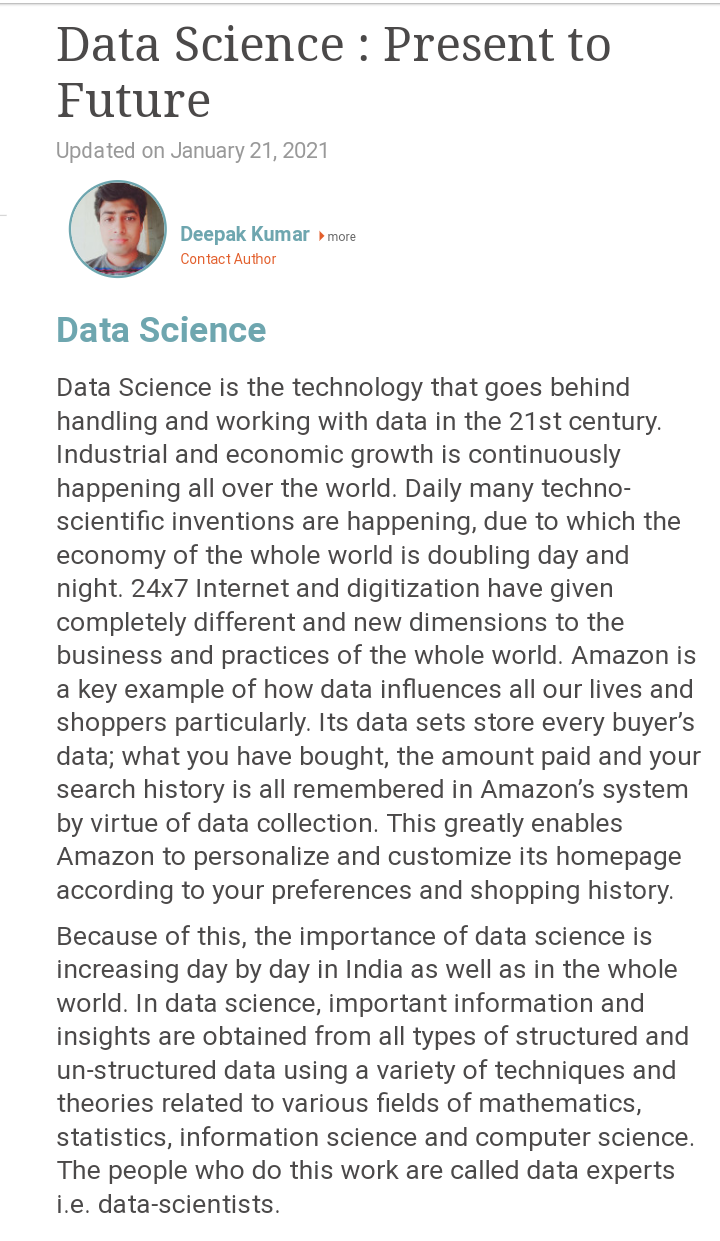 Data Science : Present to
Future
Updated on January 21, 2021
Deepak Kumar more
Contact Author
Data Science
Data Science is the technology that goes behind
handling and working with data in the 21st century.
Industrial and economic growth is continuously
happening all over the world. Daily many techno-
scientific inventions are happening, due to which the
economy of the whole world is doubling day and
night. 24x7 Internet and digitization have given
completely different and new dimensions to the
business and practices of the whole world. Amazon is
a key example of how data influences all our lives and
shoppers particularly. Its data sets store every buyer’s
data; what you have bought, the amount paid and your
search history is all remembered in Amazon’s system
by virtue of data collection. This greatly enables
Amazon to personalize and customize its homepage
according to your preferences and shopping history.
Because of this, the importance of data science is
increasing day by day in India as well as in the whole
world. In data science, important information and
insights are obtained from all types of structured and
un-structured data using a variety of techniques and
theories related to various fields of mathematics,
statistics, information science and computer science.
The people who do this work are called data experts
i.e. data-scientists.